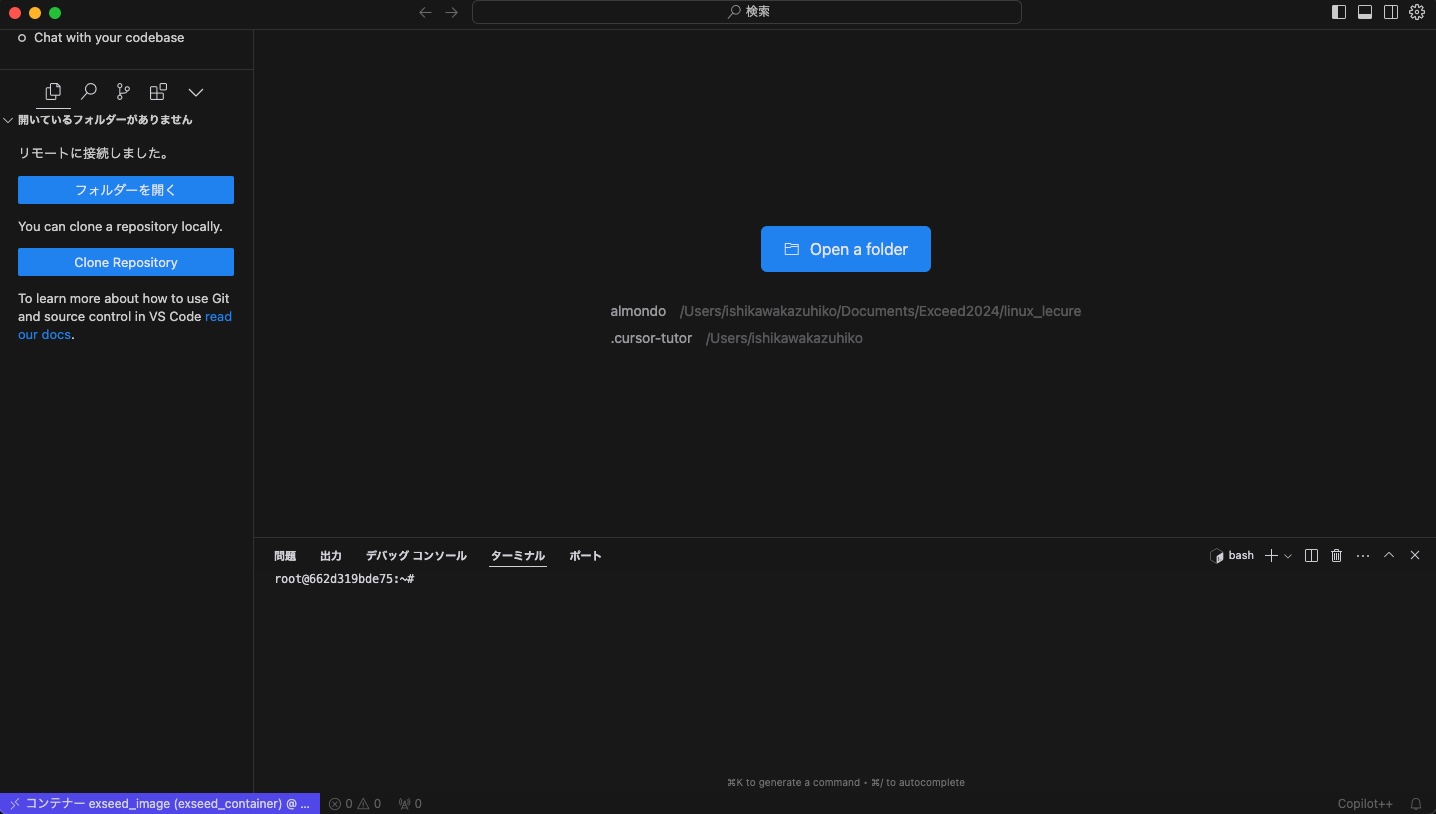 検索
Chat with your codebase
開いているフォルダーがありません
リモートに接続しました。
フォルダーを開く
You can clone a repository locally.
Clone Repository
To learn more about how to use Git
and source control in VS Code read
our docs.
Open a folder
almondo /Users/ishikawakazuhiko/Documents/Exceed2024/linux_lecure
.cursor-tutor /Users/ishikawakazuhiko
問題 出力 デバッグ コンソール ターミナル ポート bash
root@662d319bde75:~#
⌘K to generate a command • ⌘/ to autocomplete
コンテナー exseed_image (exseed_container) @ ... 0 0 0 Copilot++